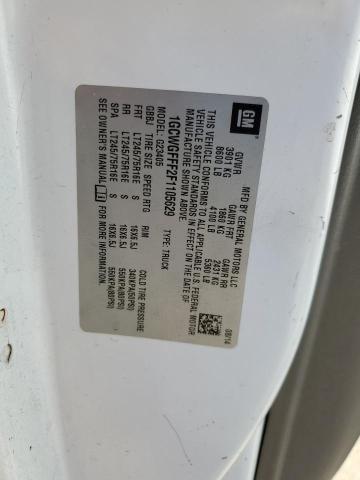 GM
MFD BY GENERAL MOTORS LLC
08/14
GVWR GAWR FRT GAWR RR
3901 KG 1860 KG 2431 KG
8600 LB 4100 LB 5360 LB
THIS VEHICLE CONFORMS TO ALL APPLICABLE U.S. FEDERAL MOTOR
VEHICLE SAFETY STANDARDS IN EFFECT ON THE DATE OF
MANUFACTURE SHOWN ABOVE.
1GCWGFFF2F1105629 TYPE: TRUCK
MODEL: G23405
GBBJ TIRE SIZE SPEED RTG RIM COLD TIRE PRESSURE
FRT LT245/75R16E S 16X6.5J 340KPA(50PSI)
RR LT245/75R16E S 16X6.5J 550KPA(80PSI)
SPA LT245/75R16E S 16X6.5J 550KPA(80PSI)
SEE OWNER'S MANUAL